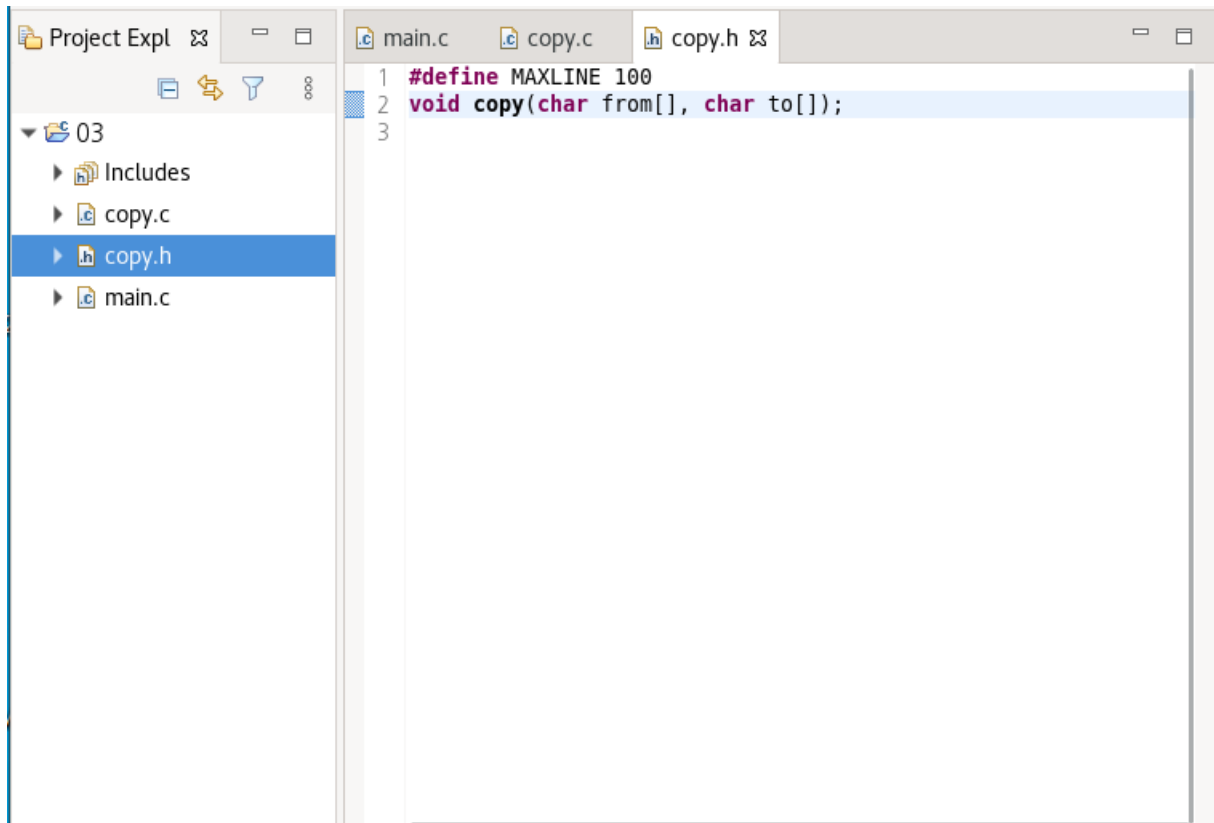 Project Expl
03
Includes
copy.c
copy.h
main.c
main.c copy.c copy.h
1 #define MAXLINE 100
2 void copy(char from[], char to[]);
3